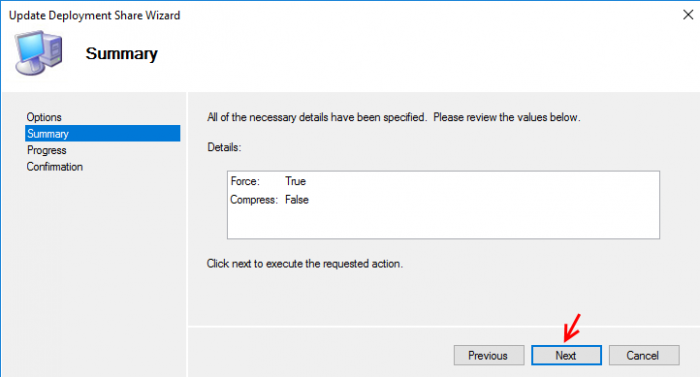 Update Deployment Share Wizard
Summary
Options
Summary
Progress
Confirmation
All of the necessary details have been specified. Please review the values below.
Details:
Force: True
Compress: False
Click next to execute the requested action.
Previous Next Cancel